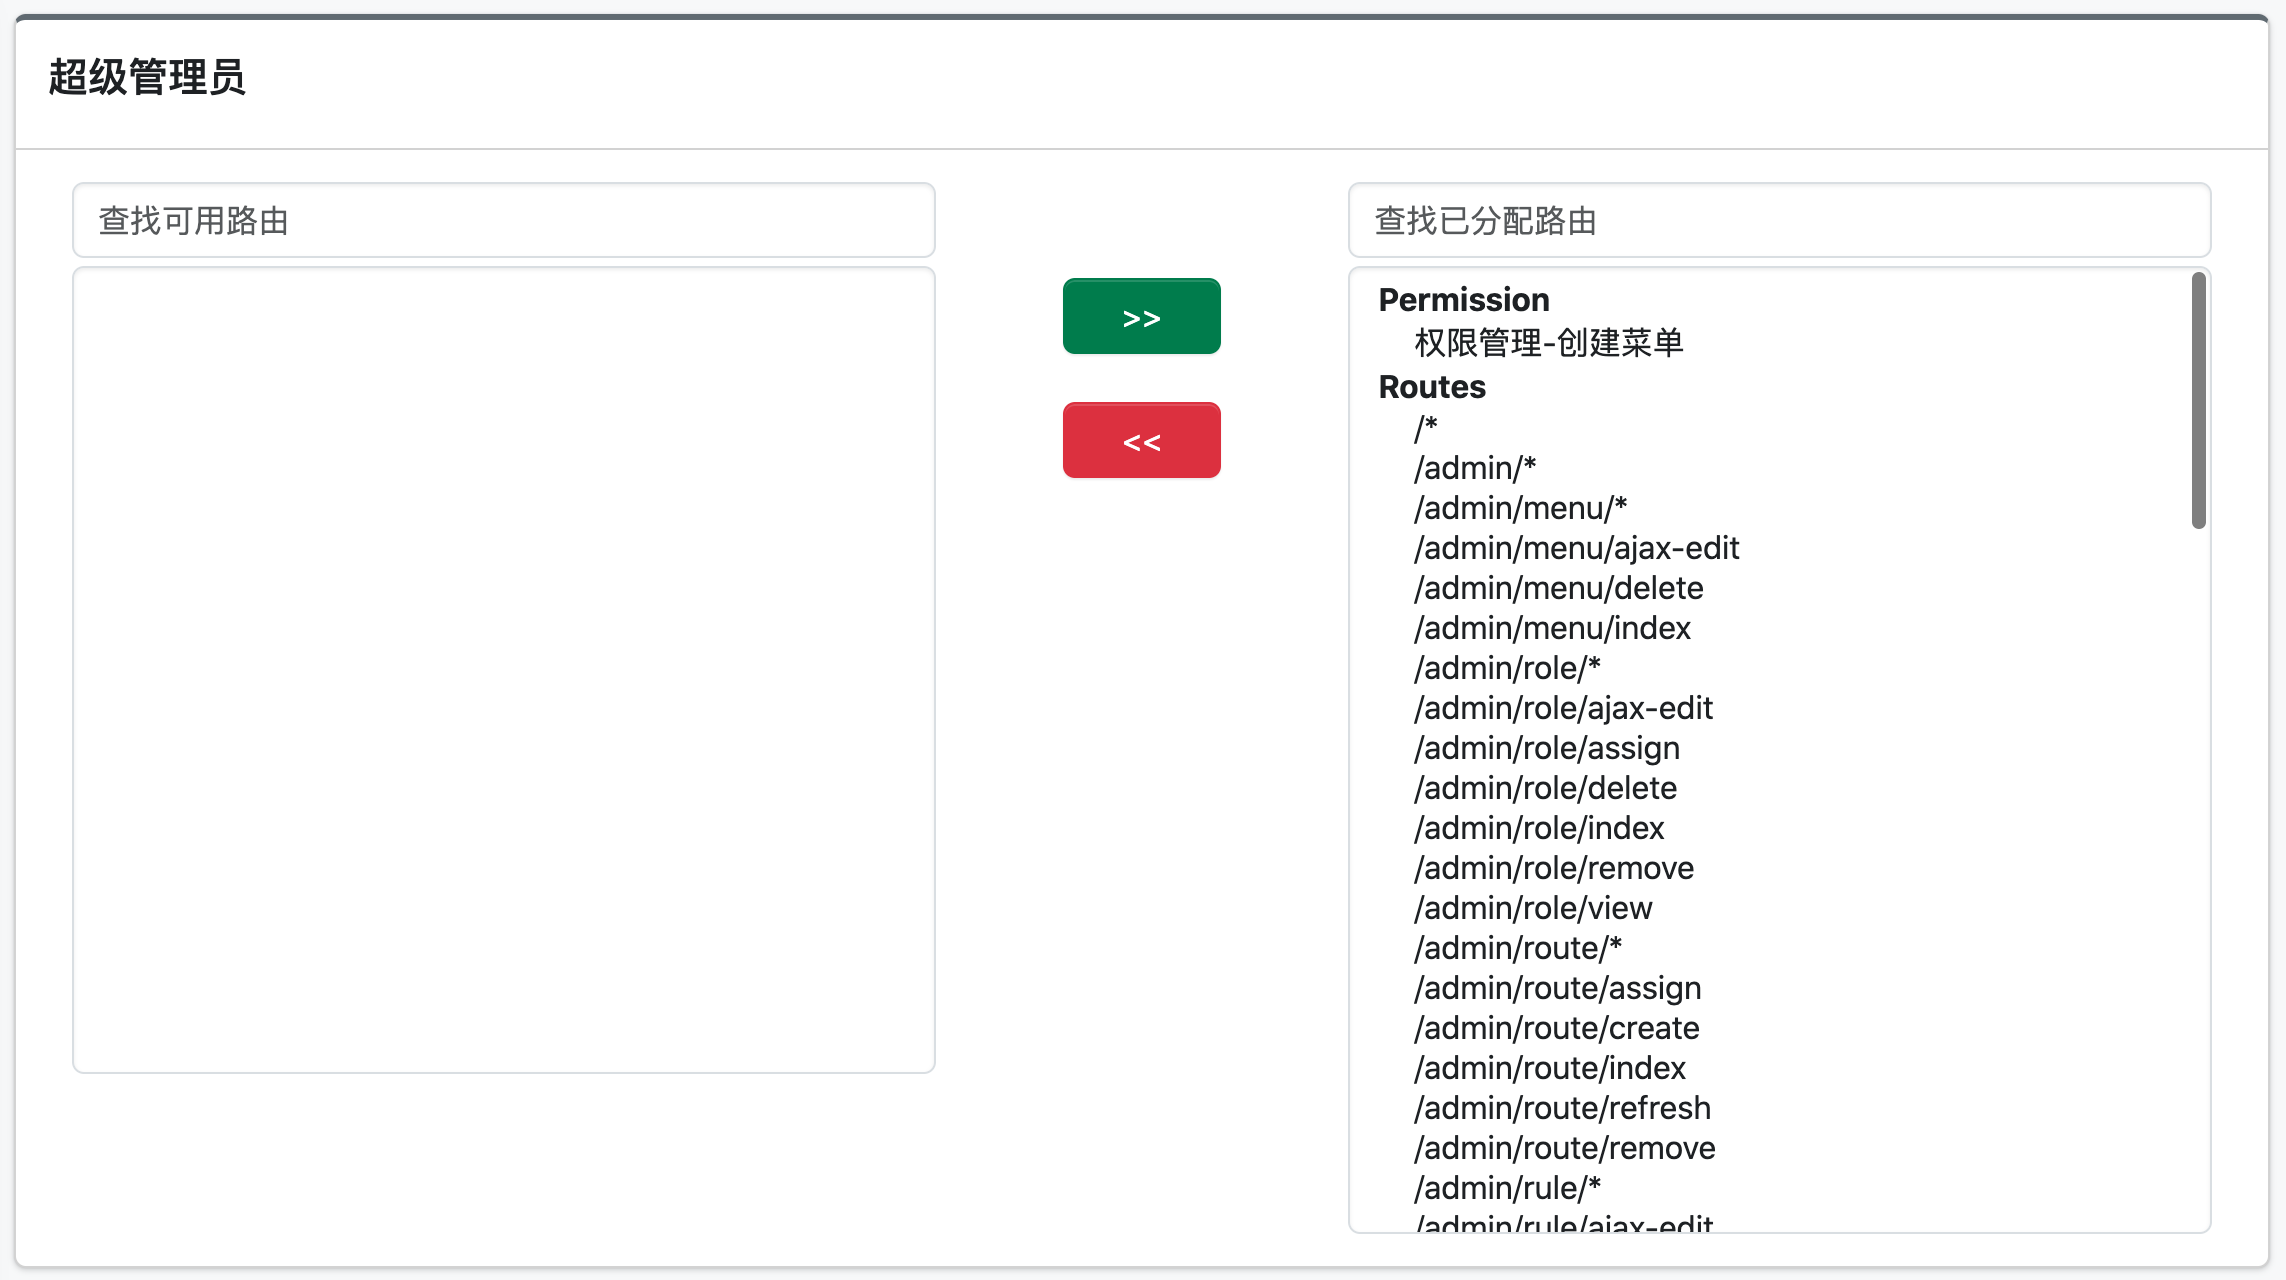 超级管理员
查找可用路由
>>
<<
查找已分配路由
Permission
权限管理-创建菜单
Routes
/*
/admin/*
/admin/menu/*
/admin/menu/ajax-edit
/admin/menu/delete
/admin/menu/index
/admin/role/*
/admin/role/ajax-edit
/admin/role/assign
/admin/role/delete
/admin/role/index
/admin/role/remove
/admin/role/view
/admin/route/*
/admin/route/assign
/admin/route/create
/admin/route/index
/admin/route/refresh
/admin/route/remove
/admin/rule/*
/admin/rule/ajax-edit